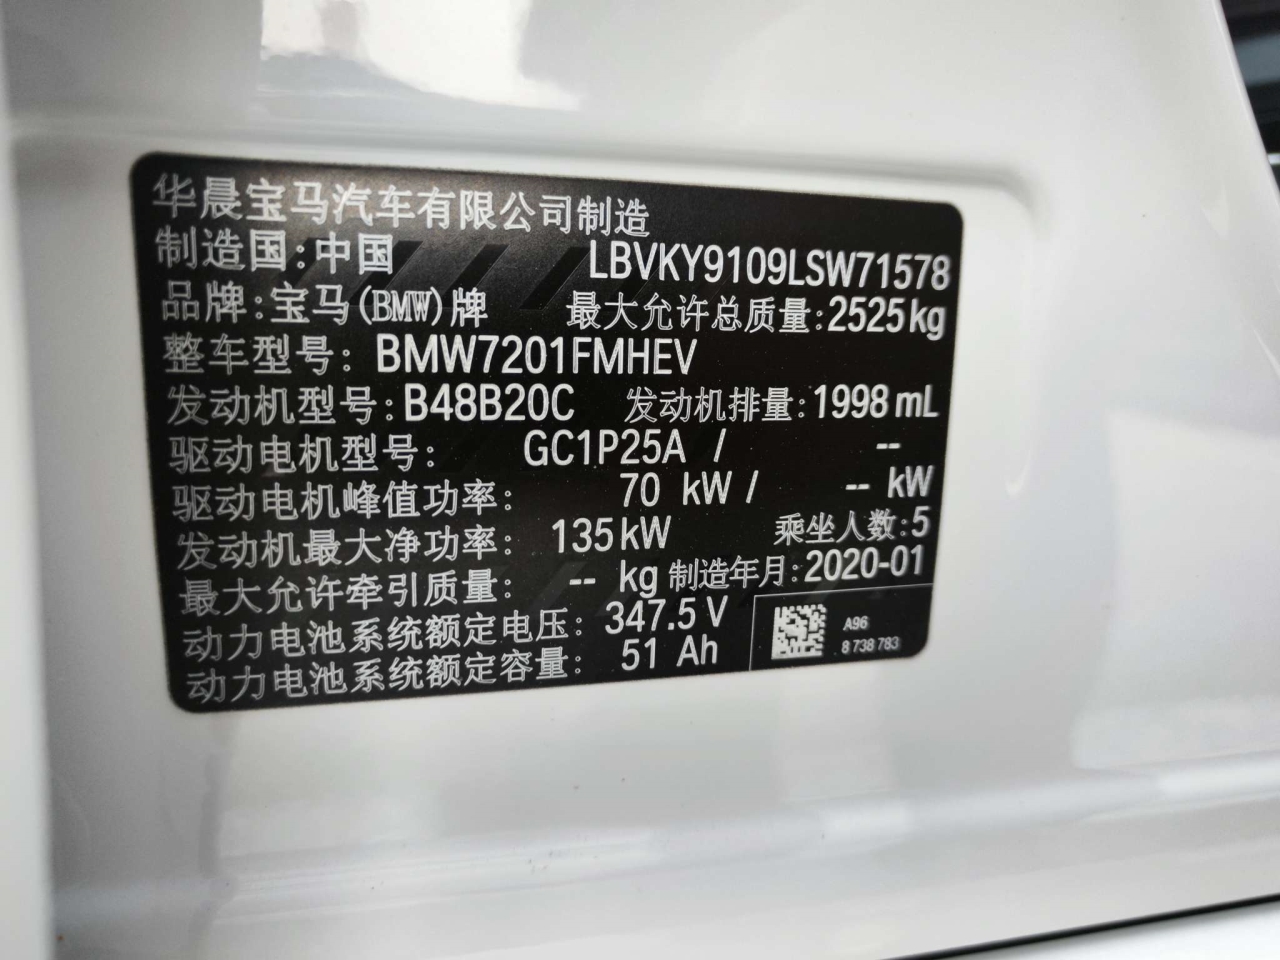 华晨宝马汽车有限公司制造
制造国:中国 LBVKY9109LSW71578
品牌:宝马(BMW)牌 最大允许总质量:2525kg
整车型号: BMW7201FMHEV
发动机型号:B48B20C 发动机排量:1998 mL
驱动电机型号: GC1P25A / --
驱动电机峰值功率: 70 kW / -- kW
发动机最大净功率: 135kW 乘坐人数:5
最大允许牵引质量: -- kg 制造年月:2020-01
动力电池系统额定电压: 347.5 V
动力电池系统额定容量: 51 Ah
A96
8 738 783